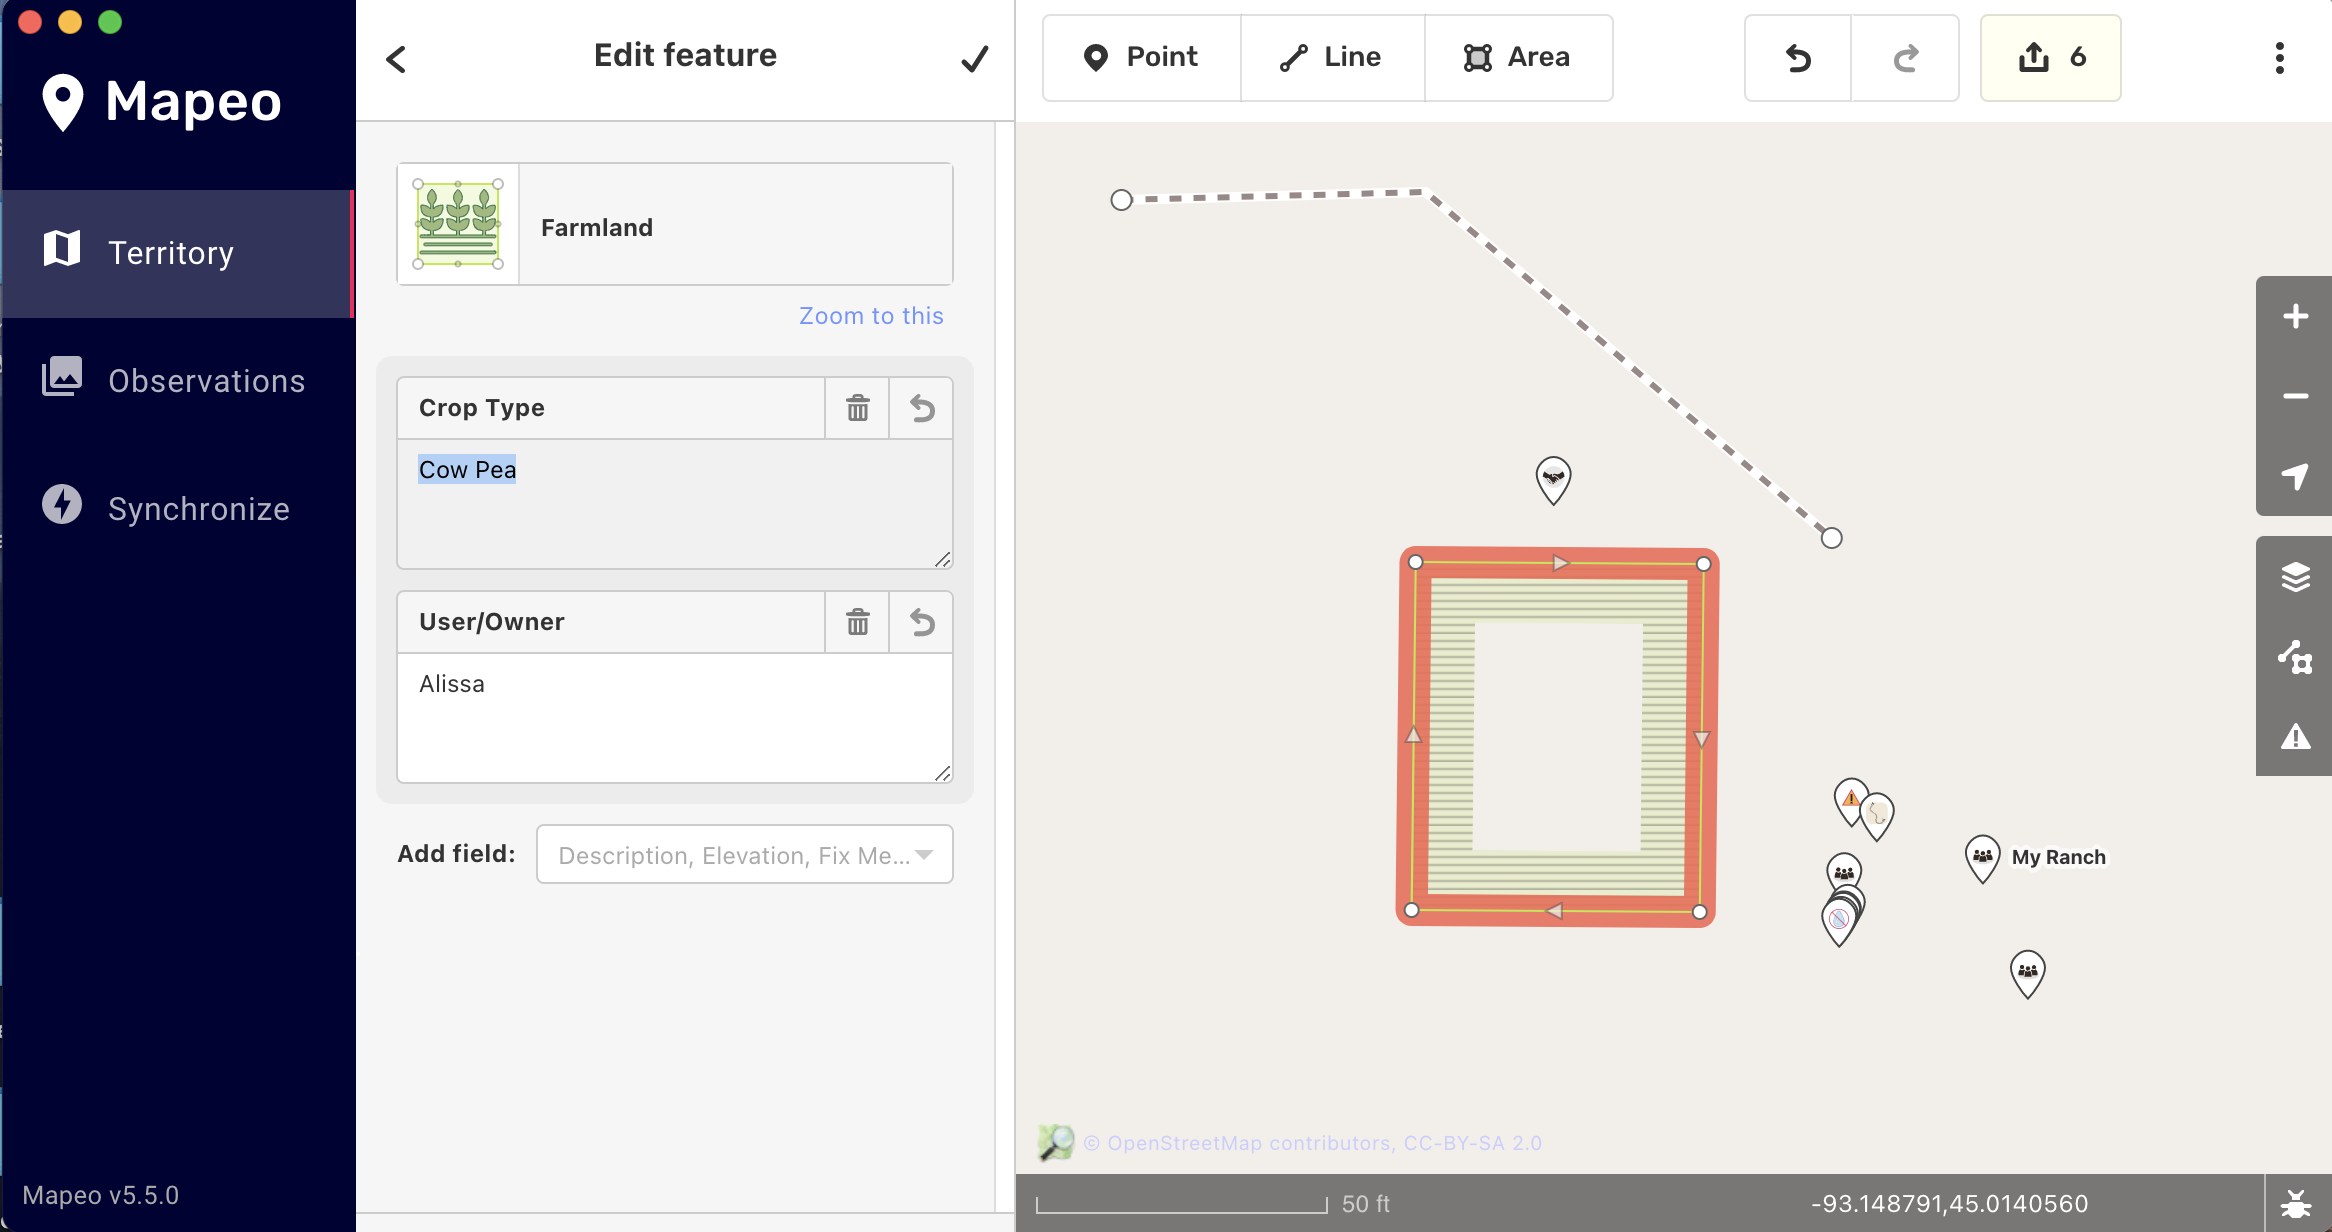 Mapeo
Territory
Observations
Synchronize
Mapeo v5.5.0
Edit feature
Farmland
Zoom to this
Crop Type
Cow Pea
User/Owner
Alissa
Add field:
Description, Elevation, Fix Me...
Point
Line
Area
6
My Ranch
© OpenStreetMap contributors, CC-BY-SA 2.0
50 ft
-93.148791,45.0140560